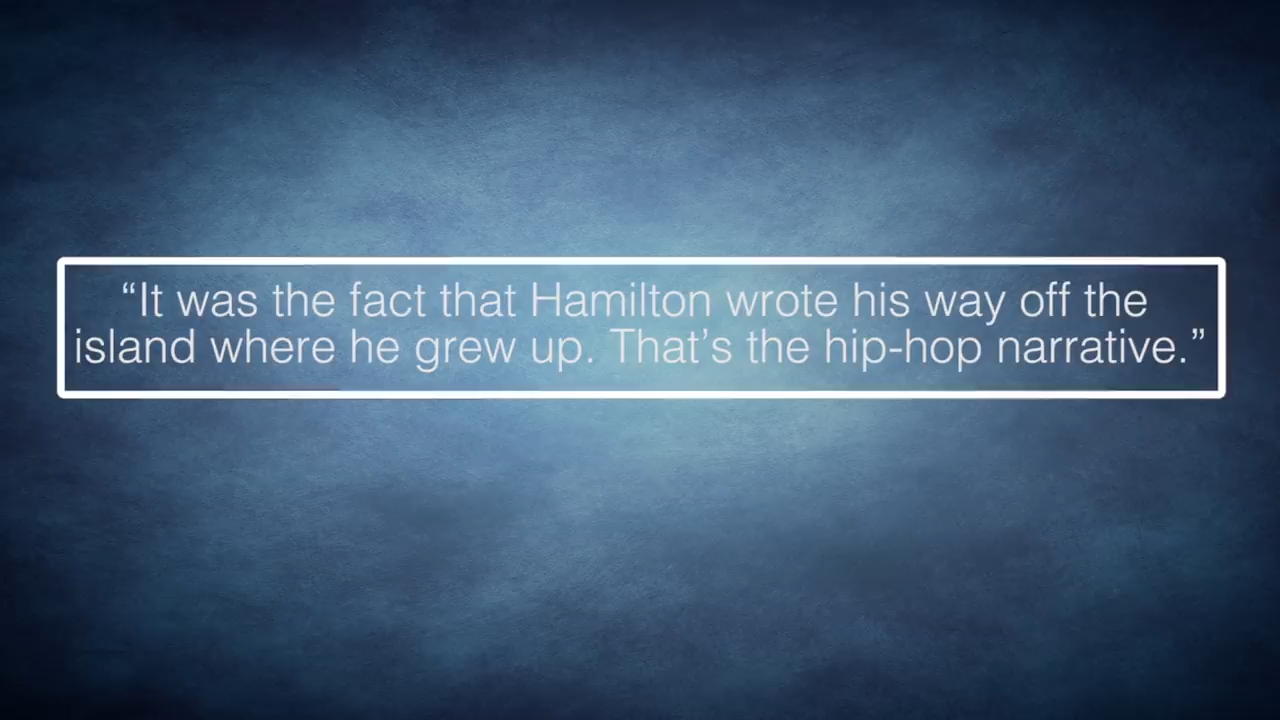 “It was the fact that Hamilton wrote his way off the
island where he grew up. That’s the hip-hop narrative.”